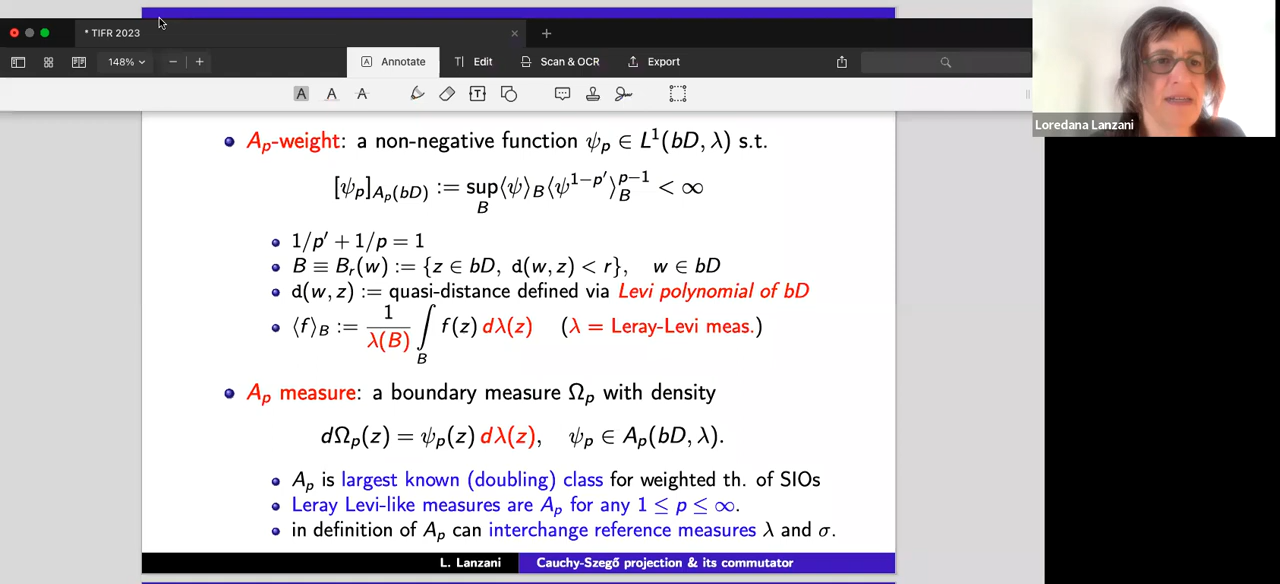 * TIFR 2023
148%
Annotate
Edit
Scan & OCR
Export
Loredana Lanzani
A_p-weight: a non-negative function ψ_p ∈ L^1(bD, λ) s.t.
[ψ_p]_{A_p(bD)} := sup_B ⟨ψ⟩_B ⟨ψ^{1−p′}⟩_B^{p−1} < ∞
1/p′ + 1/p = 1
B ≡ B_r(w) := {z ∈ bD, d(w, z) < r}, w ∈ bD
d(w, z) := quasi-distance defined via Levi polynomial of bD
⟨f⟩_B := 1/λ(B) ∫_B f(z) dλ(z) (λ = Leray-Levi meas.)
A_p measure: a boundary measure Ω_p with density
dΩ_p(z) = ψ_p(z) dλ(z), ψ_p ∈ A_p(bD, λ).
A_p is largest known (doubling) class for weighted th. of SIOs
Leray Levi-like measures are A_p for any 1 ≤ p ≤ ∞.
in definition of A_p can interchange reference measures λ and σ.
L. Lanzani
Cauchy-Szegő projection & its commutator